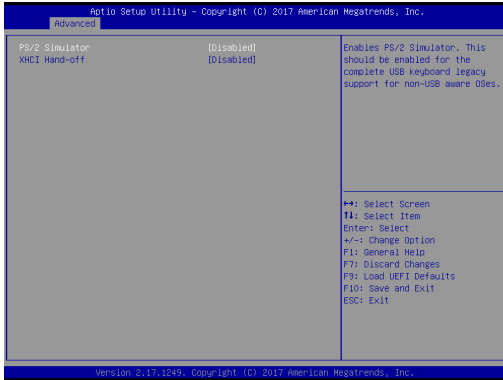 Aptio Setup Utility – Copyright (C) 2017 American Megatrends, Inc.
Advanced
PS/2 Simulator [Disabled]
XHCI Hand-off [Disabled]
Enables PS/2 Simulator. This
should be enabled for the
complete USB keyboard legacy
support for non-USB aware OSes.
↔: Select Screen
↑↓: Select Item
Enter: Select
+/-: Change Option
F1: General Help
F7: Discard Changes
F9: Load UEFI Defaults
F10: Save and Exit
ESC: Exit
Version 2.17.1249. Copyright (C) 2017 American Megatrends, Inc.